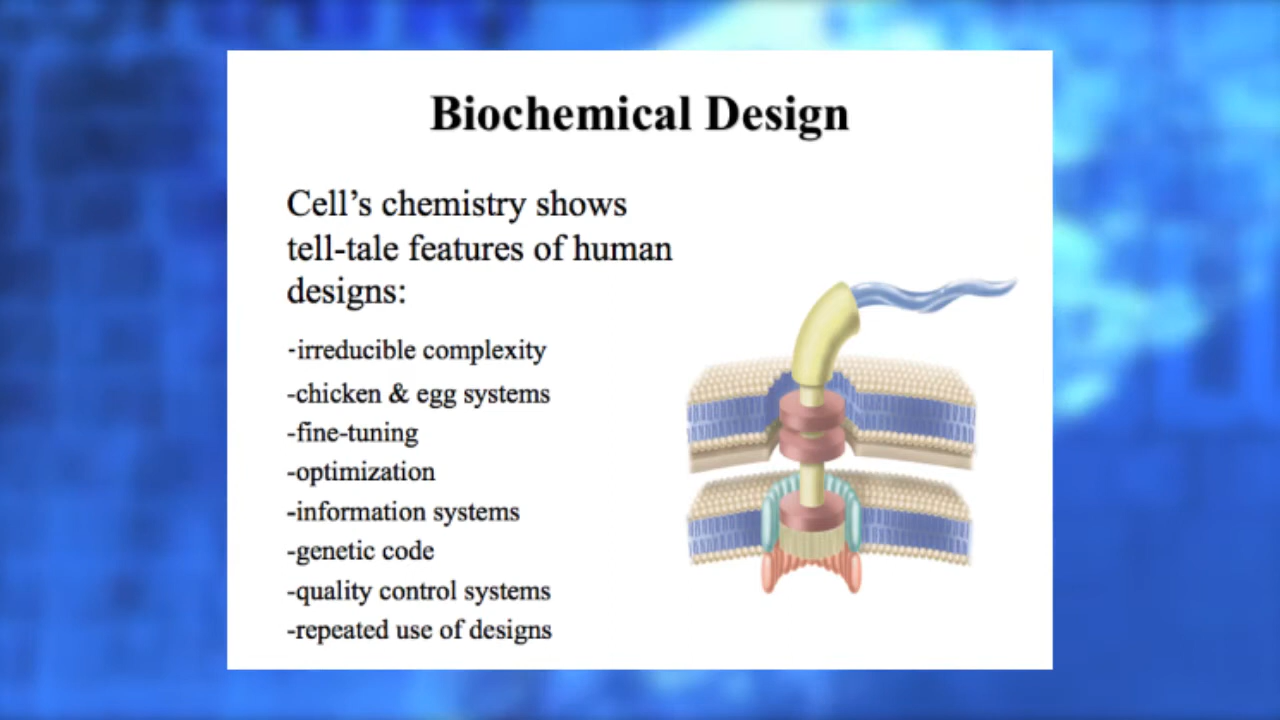 Biochemical Design
Cell’s chemistry shows
tell-tale features of human
designs:
-irreducible complexity
-chicken & egg systems
-fine-tuning
-optimization
-information systems
-genetic code
-quality control systems
-repeated use of designs